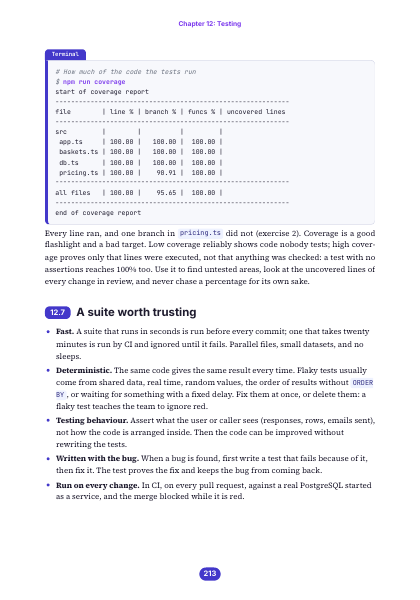 Chapter 12: Testing
Terminal
# How much of the code the tests run
$ npm run coverage
start of coverage report
------------------------------------------------------------
file        | line % | branch % | funcs % | uncovered lines
------------------------------------------------------------
src         |        |          |         |
 app.ts     | 100.00 |   100.00 |  100.00 |
 baskets.ts | 100.00 |   100.00 |  100.00 |
 db.ts      | 100.00 |   100.00 |  100.00 |
 pricing.ts | 100.00 |    90.91 |  100.00 |
------------------------------------------------------------
all files   | 100.00 |    95.65 |  100.00 |
------------------------------------------------------------
end of coverage report
Every line ran, and one branch in pricing.ts did not (exercise 2). Coverage is a good
flashlight and a bad target. Low coverage reliably shows code nobody tests; high cover-
age proves only that lines were executed, not that anything was checked: a test with no
assertions reaches 100% too. Use it to find untested areas, look at the uncovered lines of
every change in review, and never chase a percentage for its own sake.
12.7 A suite worth trusting
• Fast. A suite that runs in seconds is run before every commit; one that takes twenty
minutes is run by CI and ignored until it fails. Parallel files, small datasets, and no
sleeps.
• Deterministic. The same code gives the same result every time. Flaky tests usually
come from shared data, real time, random values, the order of results without ORDER
BY, or waiting for something with a fixed delay. Fix them at once, or delete them: a
flaky test teaches the team to ignore red.
• Testing behaviour. Assert what the user or caller sees (responses, rows, emails sent),
not how the code is arranged inside. Then the code can be improved without
rewriting the tests.
• Written with the bug. When a bug is found, first write a test that fails because of it,
then fix it. The test proves the fix and keeps the bug from coming back.
• Run on every change. In CI, on every pull request, against a real PostgreSQL started
as a service, and the merge blocked while it is red.
213